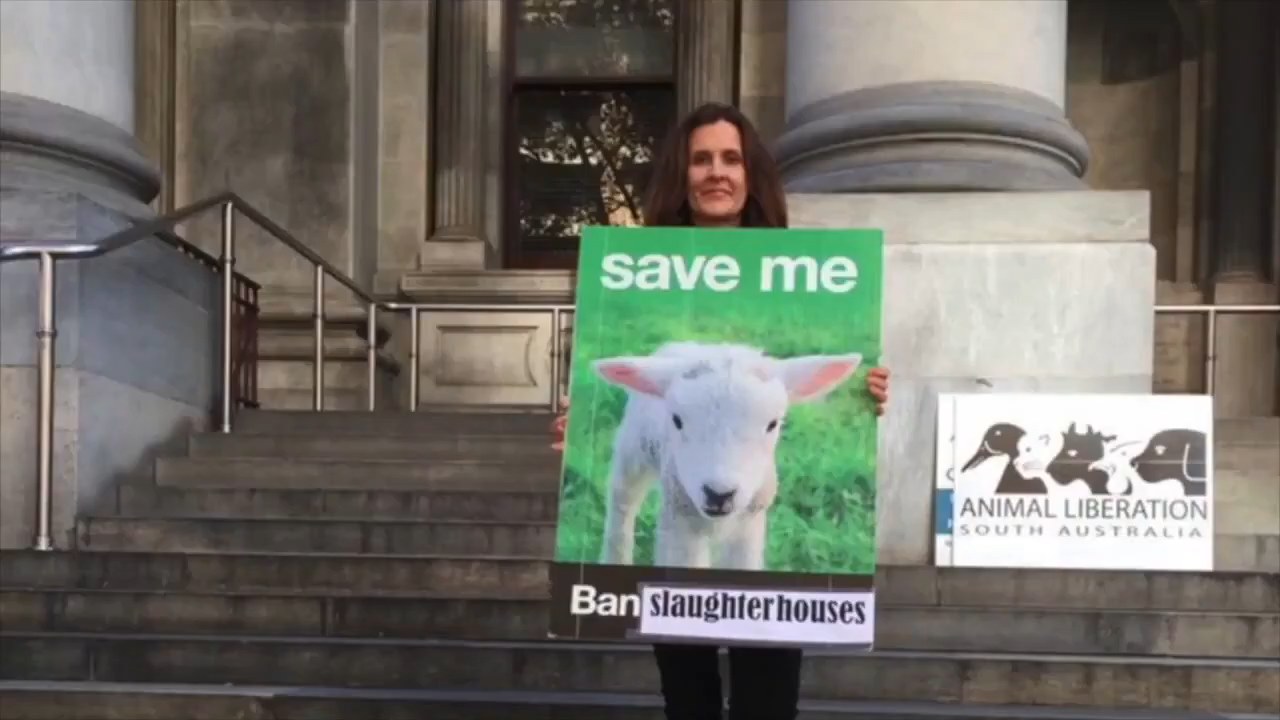 save me
Ban slaughterhouses
ANIMAL LIBERATION
SOUTH AUSTRALIA